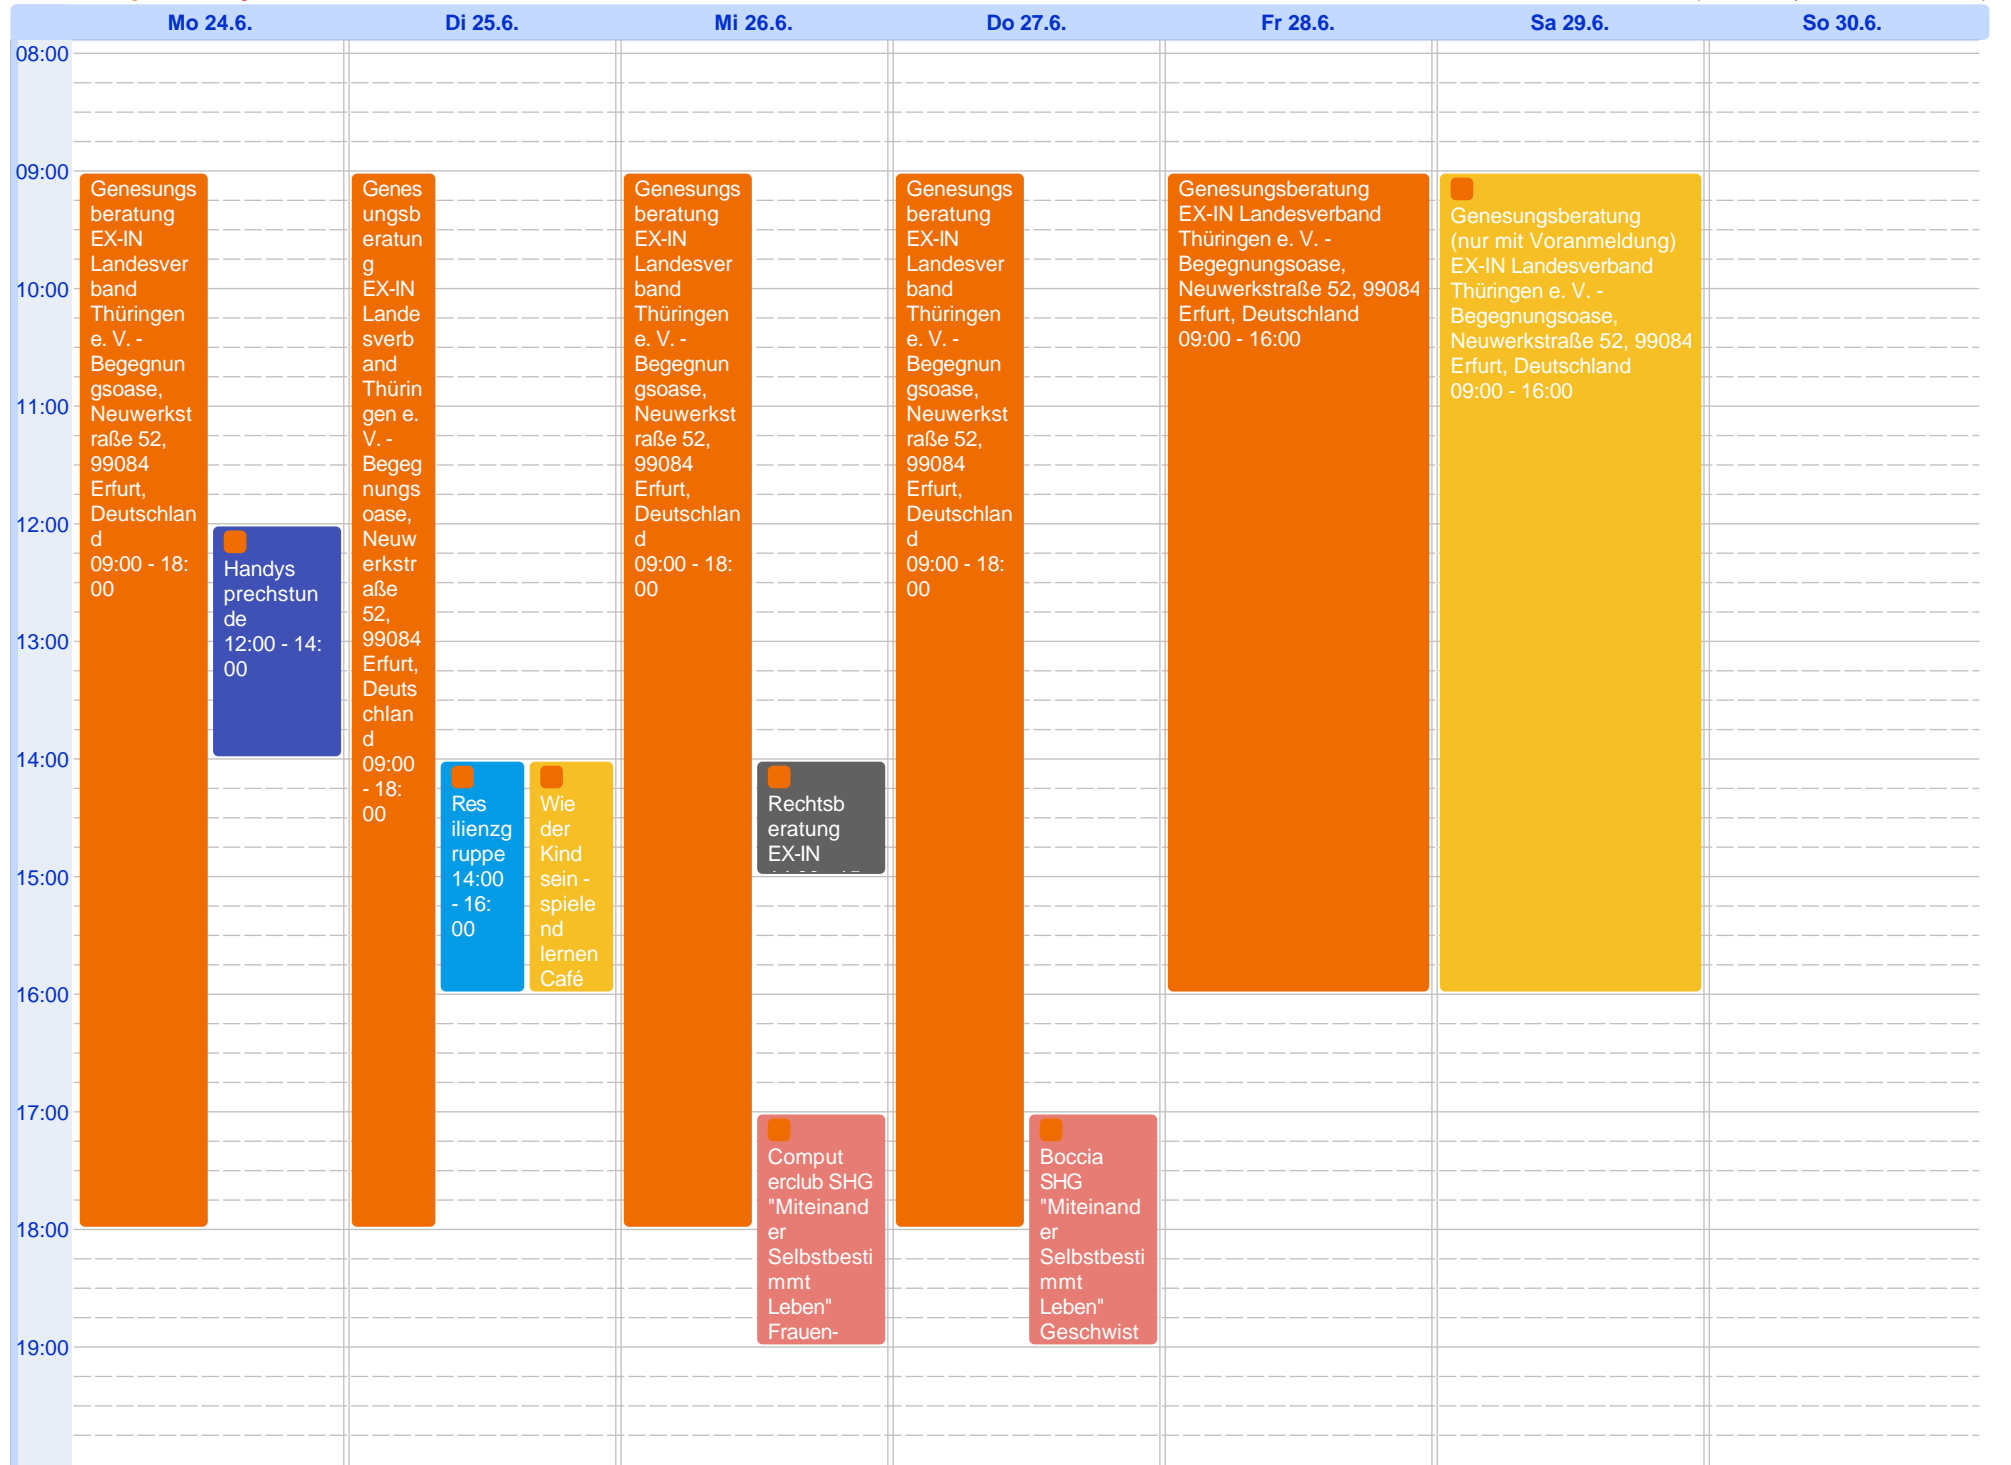 Mo 24.6.
Di 25.6.
Mi 26.6.
Do 27.6.
Fr 28.6.
Sa 29.6.
So 30.6.
08:00
09:00
10:00
11:00
12:00
13:00
14:00
15:00
16:00
17:00
18:00
19:00
Genesungs
beratung
EX-IN
Landesver
band
Thüringen
e. V. -
Begegnun
gsoase,
Neuwerkst
raße 52,
99084
Erfurt,
Deutschlan
d
09:00 - 18:
00
Handys
prechstun
de
12:00 - 14:
00
Genes
ungsb
eratun
g
EX-IN
Lande
sverb
and
Thürin
gen e.
V. -
Begeg
nungs
oase,
Neuw
erkstr
aße
52,
99084
Erfurt,
Deuts
chlan
d
09:00
- 18:
00
Res
ilienzg
ruppe
14:00
- 16:
00
Wie
der
Kind
sein -
spiele
nd
lernen
Café
Genesungs
beratung
EX-IN
Landesver
band
Thüringen
e. V. -
Begegnun
gsoase,
Neuwerkst
raße 52,
99084
Erfurt,
Deutschlan
d
09:00 - 18:
00
Rechtsb
eratung
EX-IN
Comput
erclub SHG
"Miteinand
er
Selbstbesti
mmt
Leben"
Frauen-
Genesungs
beratung
EX-IN
Landesver
band
Thüringen
e. V. -
Begegnun
gsoase,
Neuwerkst
raße 52,
99084
Erfurt,
Deutschlan
d
09:00 - 18:
00
Boccia
SHG
"Miteinand
er
Selbstbesti
mmt
Leben"
Geschwist
Genesungsberatung
EX-IN Landesverband
Thüringen e. V. -
Begegnungsoase,
Neuwerkstraße 52, 99084
Erfurt, Deutschland
09:00 - 16:00
Genesungsberatung
(nur mit Voranmeldung)
EX-IN Landesverband
Thüringen e. V. -
Begegnungsoase,
Neuwerkstraße 52, 99084
Erfurt, Deutschland
09:00 - 16:00